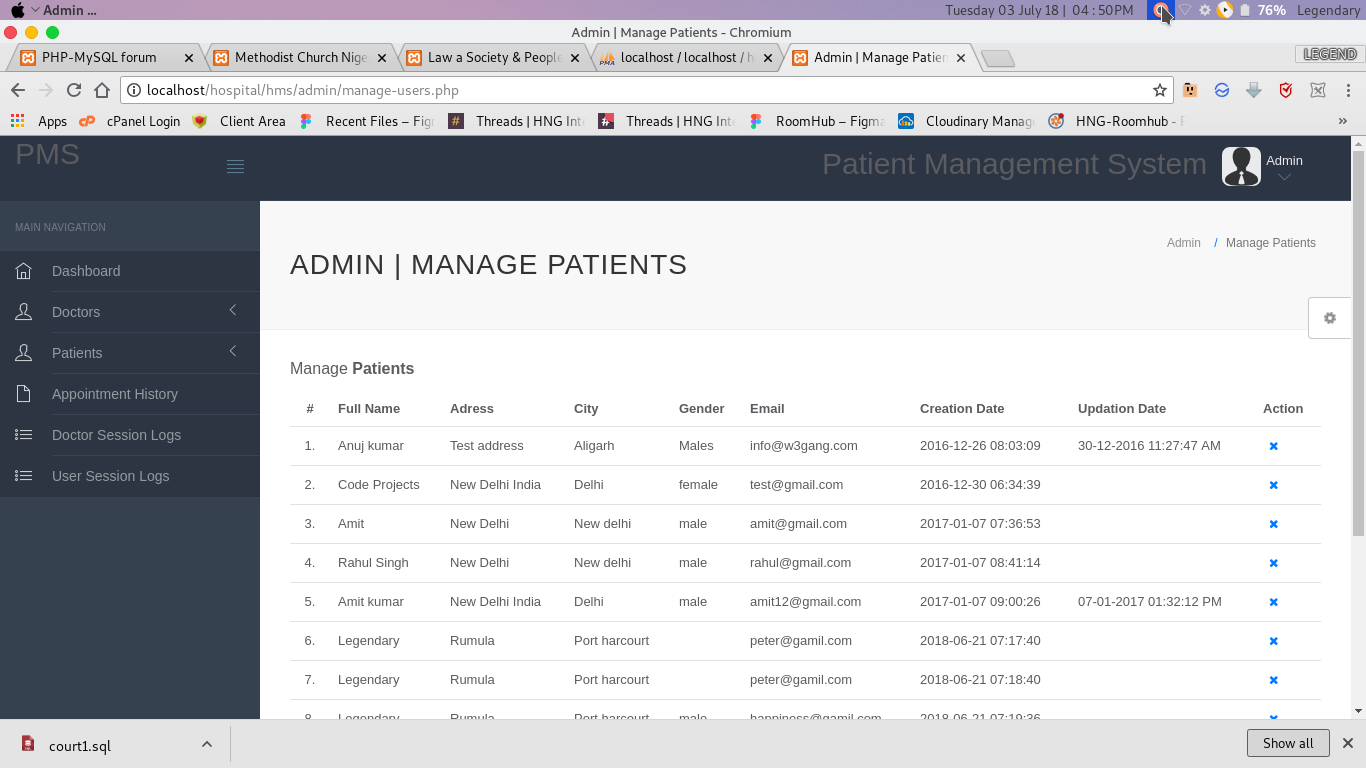 Admin ... Tuesday 03 July 18 | 04 : 50PM 76% Legendary
Admin | Manage Patients - Chromium
PHP-MySQL forum Methodist Church Nige Law a Society & People localhost / localhost / h Admin | Manage Patien LEGEND
localhost/hospital/hms/admin/manage-users.php
Apps cPanel Login Client Area Recent Files – Fig Threads | HNG Int Threads | HNG Int RoomHub – Figma Cloudinary Manag HNG-Roomhub - F »
PMS Patient Management System Admin
MAIN NAVIGATION
Dashboard
Doctors
Patients
Appointment History
Doctor Session Logs
User Session Logs
Admin / Manage Patients
ADMIN | MANAGE PATIENTS
Manage Patients
# Full Name Adress City Gender Email Creation Date Updation Date Action
1. Anuj kumar Test address Aligarh Males info@w3gang.com 2016-12-26 08:03:09 30-12-2016 11:27:47 AM
2. Code Projects New Delhi India Delhi female test@gmail.com 2016-12-30 06:34:39
3. Amit New Delhi New delhi male amit@gmail.com 2017-01-07 07:36:53
4. Rahul Singh New Delhi New delhi male rahul@gmail.com 2017-01-07 08:41:14
5. Amit kumar New Delhi India Delhi male amit12@gmail.com 2017-01-07 09:00:26 07-01-2017 01:32:12 PM
6. Legendary Rumula Port harcourt peter@gamil.com 2018-06-21 07:17:40
7. Legendary Rumula Port harcourt peter@gamil.com 2018-06-21 07:18:40
8. Legendary Rumula Port harcourt male happiness@gamil.com 2018-06-21 07:19:36
court1.sql Show all